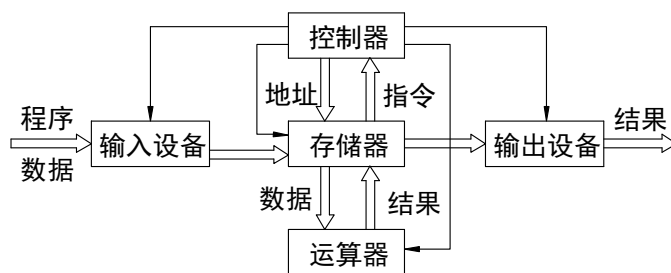 控制器
地址
指令
程序
数据
输入设备
存储器
输出设备
结果
数据
结果
运算器